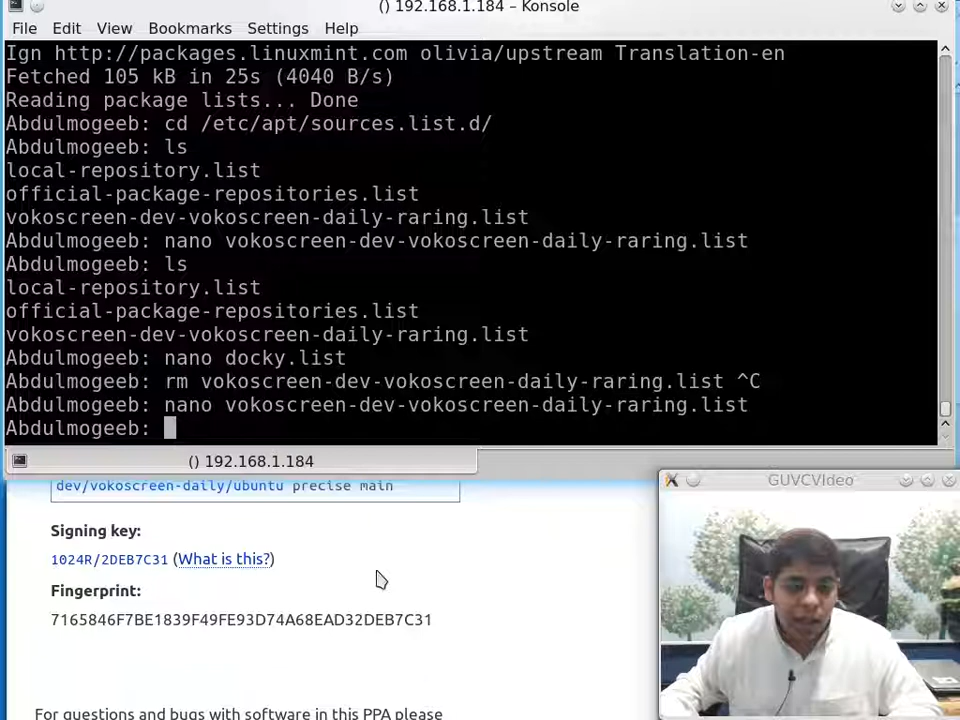 () 192.168.1.184 – Konsole
File Edit View Bookmarks Settings Help
Ign http://packages.linuxmint.com olivia/upstream Translation-en
Fetched 105 kB in 25s (4040 B/s)
Reading package lists... Done
Abdulmogeeb: cd /etc/apt/sources.list.d/
Abdulmogeeb: ls
local-repository.list
official-package-repositories.list
vokoscreen-dev-vokoscreen-daily-raring.list
Abdulmogeeb: nano vokoscreen-dev-vokoscreen-daily-raring.list
Abdulmogeeb: ls
local-repository.list
official-package-repositories.list
vokoscreen-dev-vokoscreen-daily-raring.list
Abdulmogeeb: nano docky.list
Abdulmogeeb: rm vokoscreen-dev-vokoscreen-daily-raring.list ^C
Abdulmogeeb: nano vokoscreen-dev-vokoscreen-daily-raring.list
Abdulmogeeb:
() 192.168.1.184
dev/vokoscreen-daily/ubuntu precise main
GUVCVideo
Signing key:
1024R/2DEB7C31 (What is this?)
Fingerprint:
7165846F7BE1839F49FE93D74A68EAD32DEB7C31
For questions and bugs with software in this PPA please